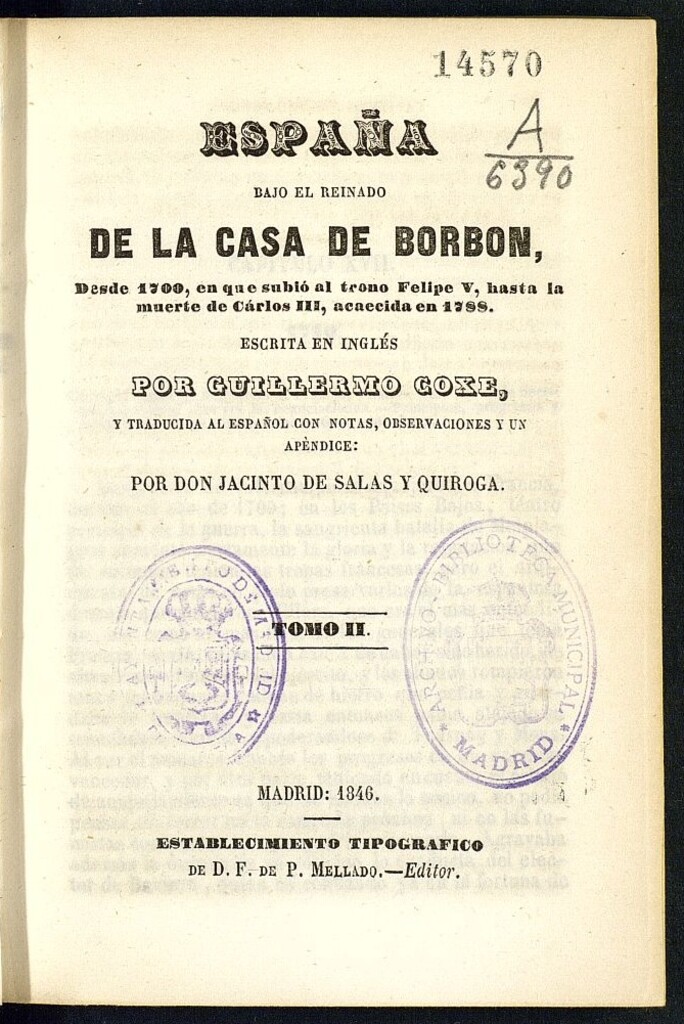 14570
A
6390
ESPAÑA
BAJO EL REINADO
DE LA CASA DE BORBON,
Desde 1700, en que subió al trono Felipe V, hasta la
muerte de Cárlos III, acaecida en 1788.
ESCRITA EN INGLÉS
POR GUILLERMO COXE,
Y TRADUCIDA AL ESPAÑOL CON NOTAS, OBSERVACIONES Y UN
APÈNDICE:
POR DON JACINTO DE SALAS Y QUIROGA.
TOMO II.
O DE MADRID
BIBLIOTECA MUNICIPAL
MADRID
MADRID: 1846.
ESTABLECIMIENTO TIPOGRAFICO
DE D. F. DE P. MELLADO.—Editor.